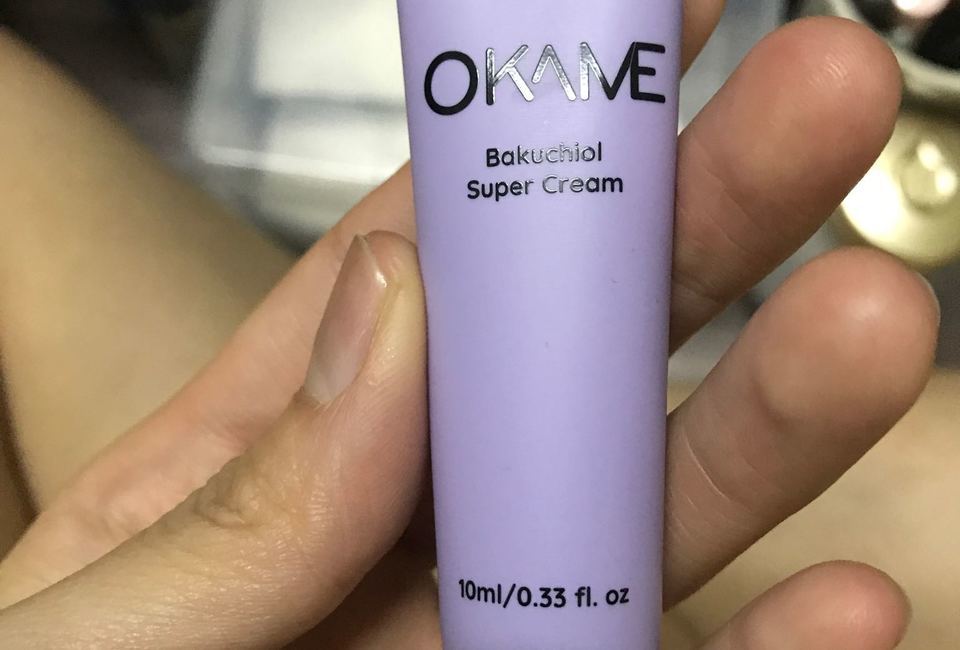 OKAME
Bakuchiol
Super Cream
10ml/0.33 fl. oz